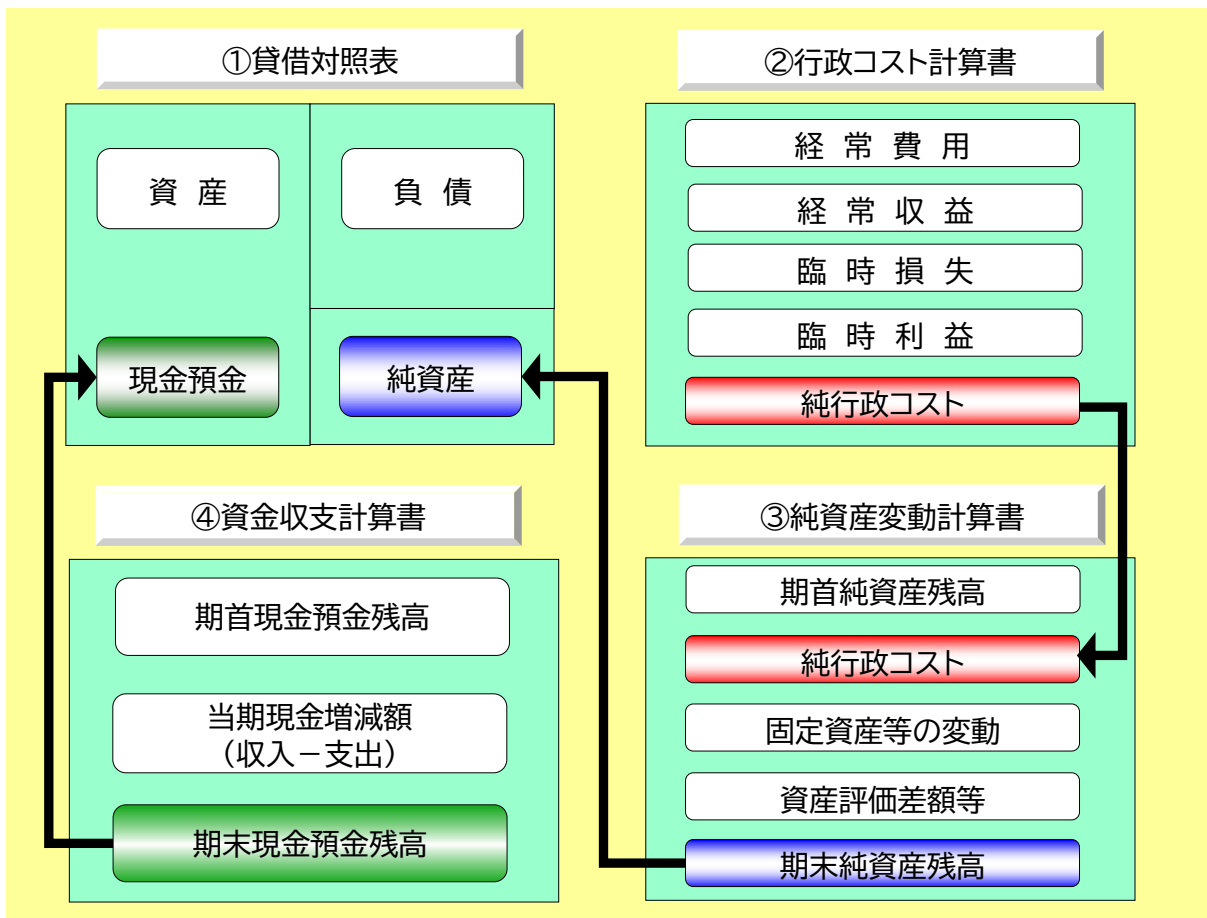 ①貸借対照表
資 産
負 債
現金預金
純資産
②行政コスト計算書
経 常 費 用
経 常 収 益
臨 時 損 失
臨 時 利 益
純行政コスト
④資金収支計算書
期首現金預金残高
当期現金増減額
（収入－支出）
期末現金預金残高
③純資産変動計算書
期首純資産残高
純行政コスト
固定資産等の変動
資産評価差額等
期末純資産残高